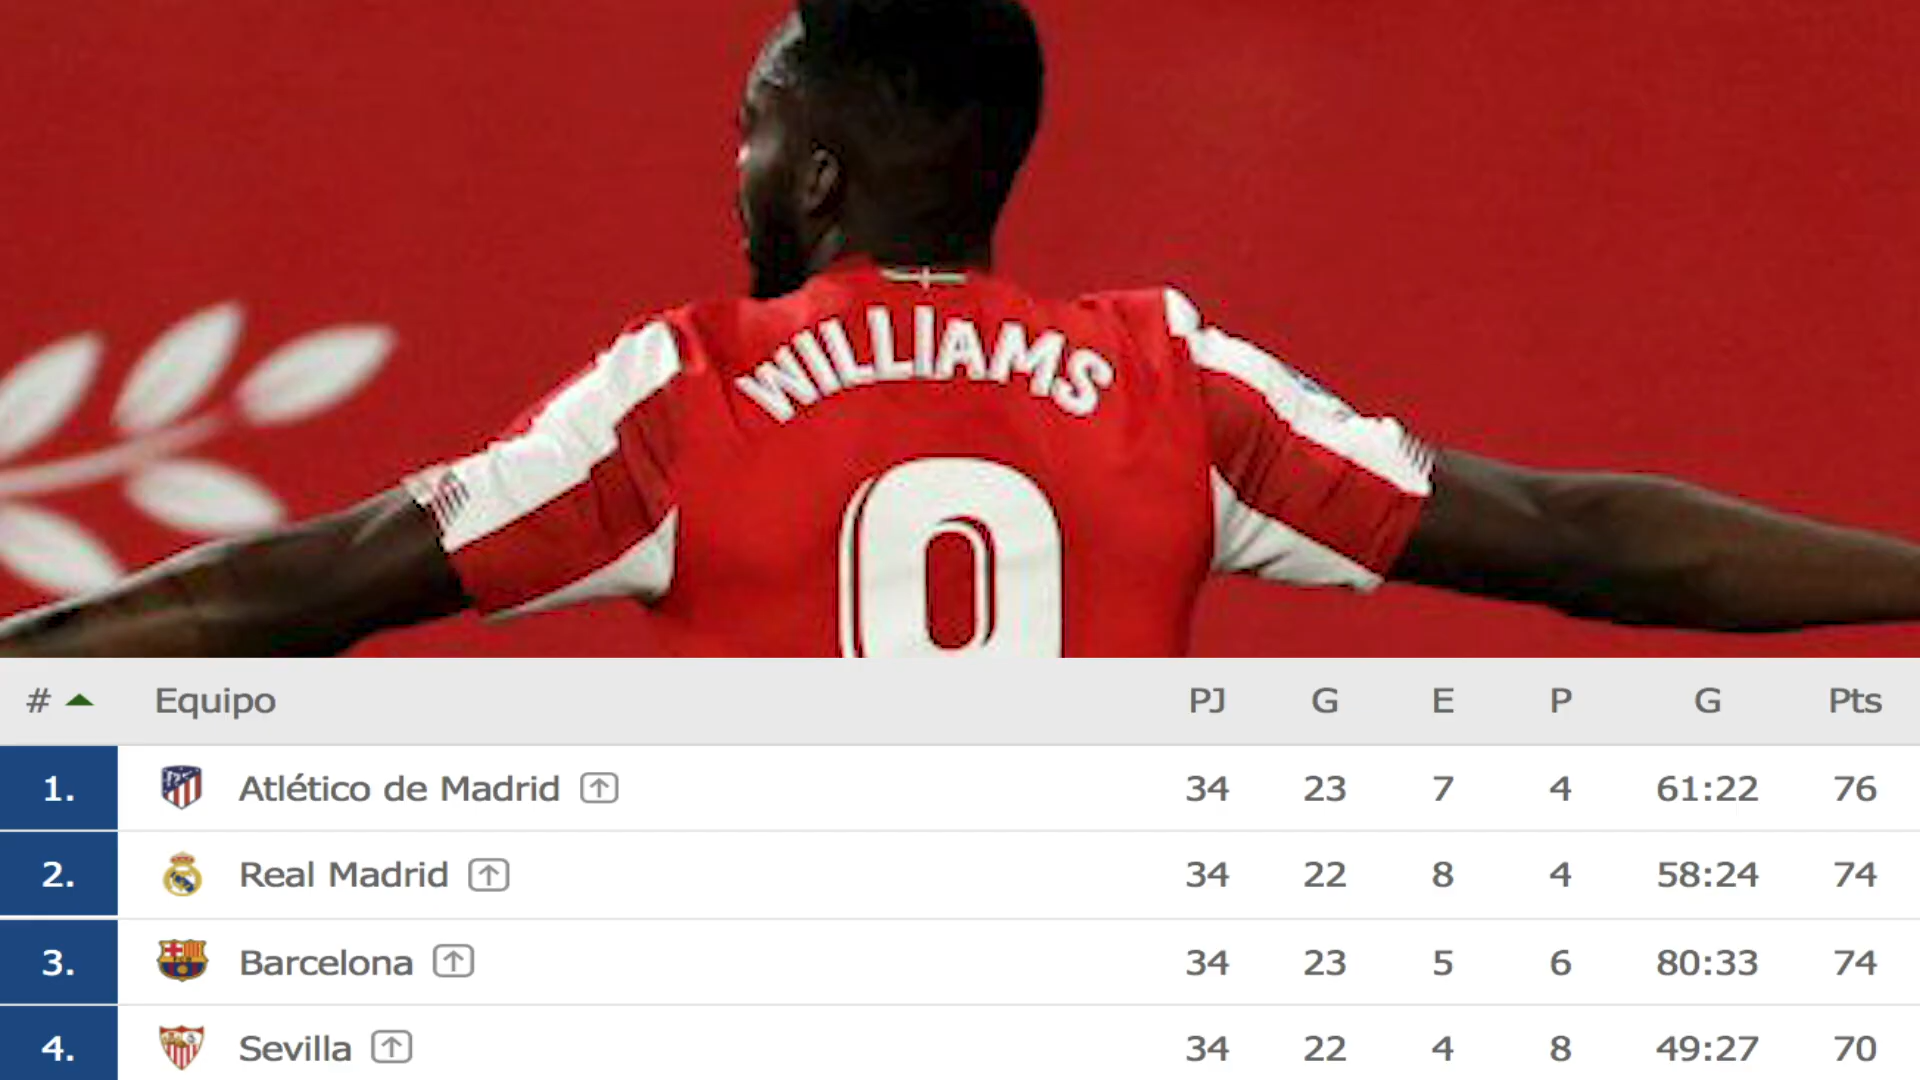 WILLIAMS
# Equipo PJ G E P G Pts
1. Atlético de Madrid 34 23 7 4 61:22 76
2. Real Madrid 34 22 8 4 58:24 74
3. Barcelona 34 23 5 6 80:33 74
4. Sevilla 34 22 4 8 49:27 70